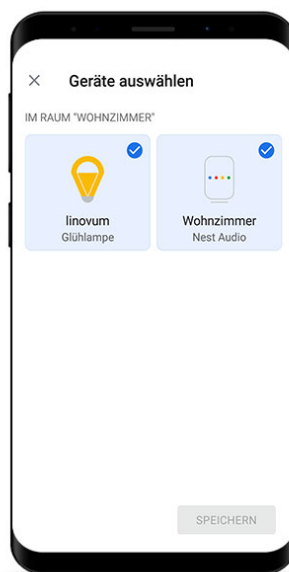 Geräte auswählen
IM RAUM "WOHNZIMMER"
linovum
Glühlampe
Wohnzimmer
Nest Audio
SPEICHERN